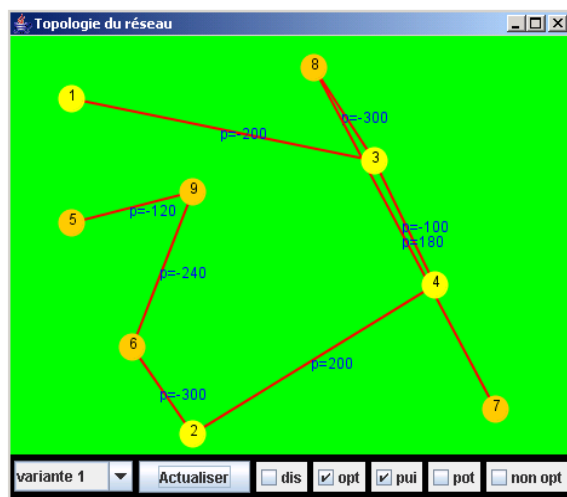 Topologie du réseau
8
1
p=-300
p=-200
3
9
p=-120
5
p=-100
p=180
p=-240
4
6
p=200
p=-300
7
2
variante 1 Actualiser dis opt pui pot non opt